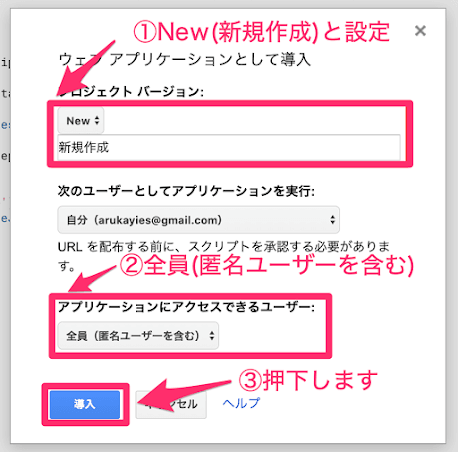 ①New(新規作成)と設定
×
ウェブ アプリケーションとして導入
プロジェクト バージョン:
New
新規作成
次のユーザーとしてアプリケーションを実行:
自分（arukayies@gmail.com）
URL を配布する前に、スクリプトを承認する必要がありま
す。
②全員(匿名ユーザーを含む)
アプリケーションにアクセスできるユーザー:
全員（匿名ユーザーを含む）
③押下します
導入
キャンセル
ヘルプ